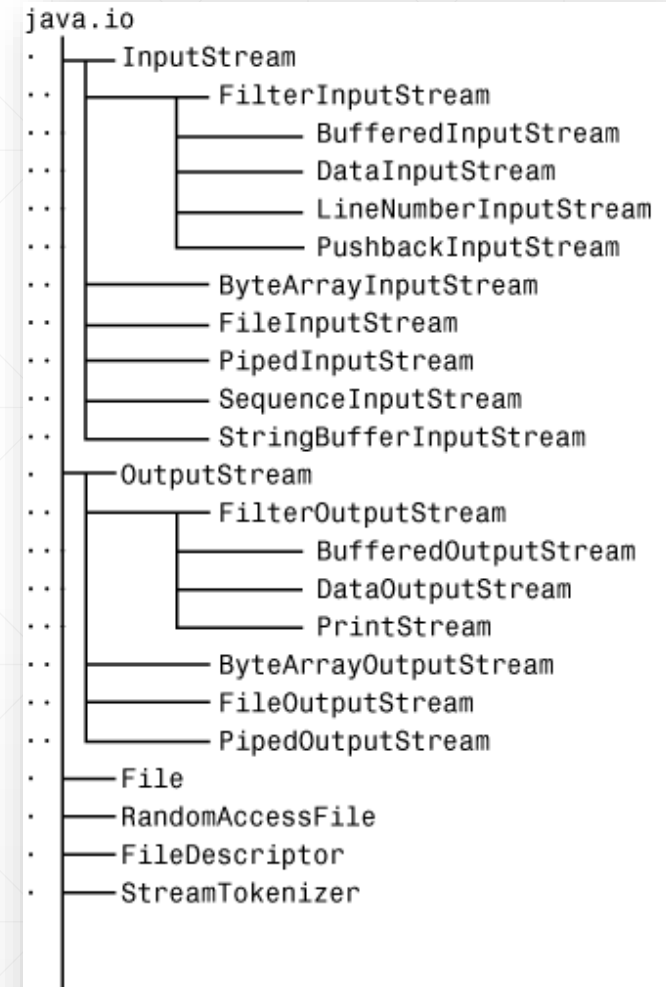 java.io
InputStream
FilterInputStream
BufferedInputStream
DataInputStream
LineNumberInputStream
PushbackInputStream
ByteArrayInputStream
FileInputStream
PipedInputStream
SequenceInputStream
StringBufferInputStream
OutputStream
FilterOutputStream
BufferedOutputStream
DataOutputStream
PrintStream
ByteArrayOutputStream
FileOutputStream
PipedOutputStream
File
RandomAccessFile
FileDescriptor
StreamTokenizer